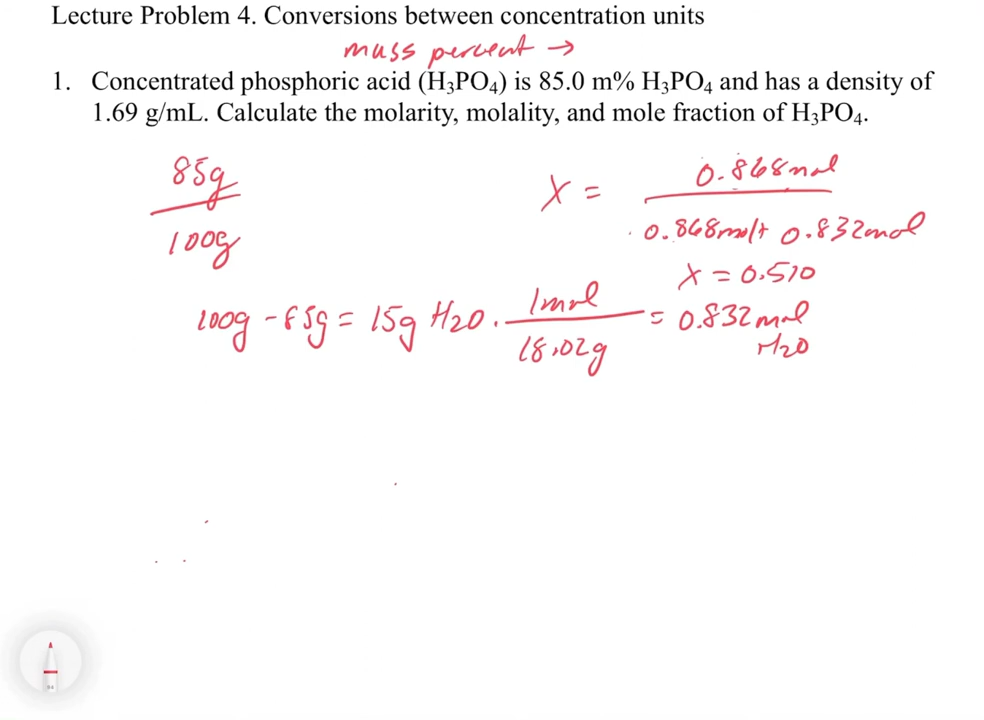 Lecture Problem 4. Conversions between concentration units
mass percent →
1. Concentrated phosphoric acid (H₃PO₄) is 85.0 m% H₃PO₄ and has a density of
1.69 g/mL. Calculate the molarity, molality, and mole fraction of H₃PO₄.
85g
100g
X = 0.868mol
0.868mol+ 0.832mol
X = 0.510
100g - 85g = 15g H2O · 1mol = 0.832mol
18.02g H2O